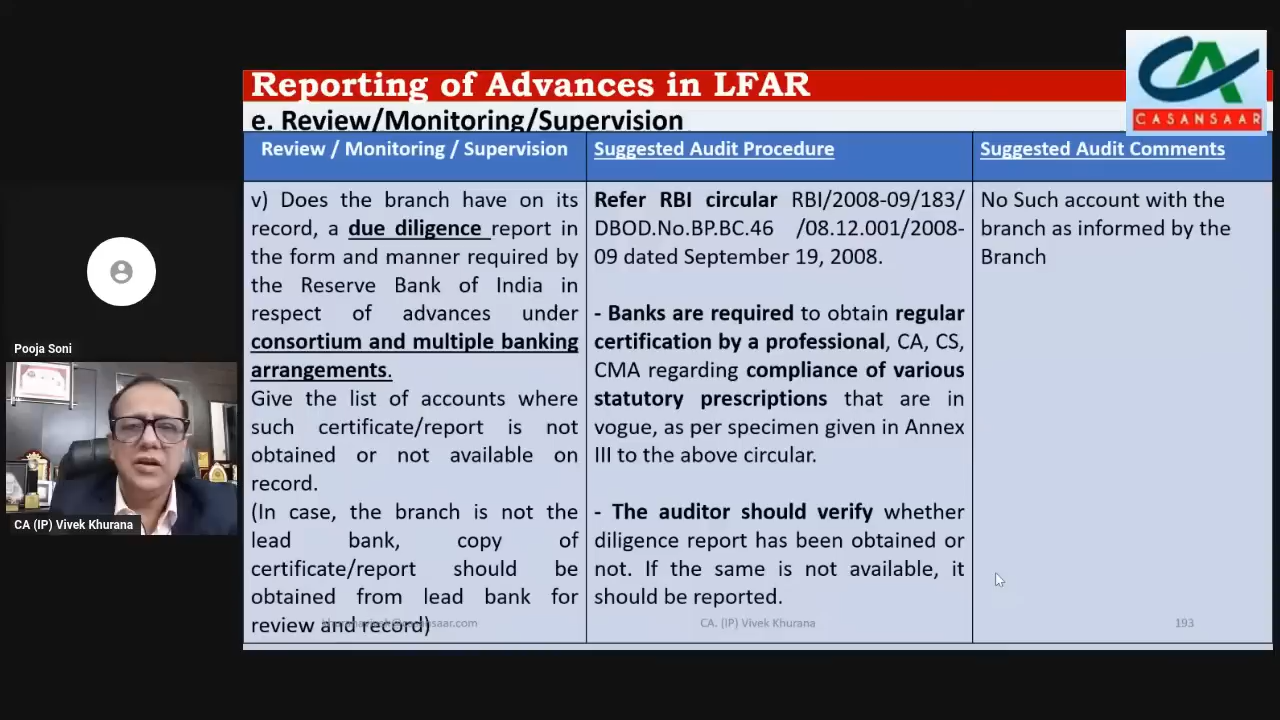 Reporting of Advances in LFAR
CASANSAAR
e. Review/Monitoring/Supervision
Review / Monitoring / Supervision
v) Does the branch have on its
record, a due diligence report in
the form and manner required by
the Reserve Bank of India in
respect of advances under
consortium and multiple banking
arrangements.
Give the list of accounts where
such certificate/report is not
obtained or not available on
record.
(In case, the branch is not the
lead bank, copy of
certificate/report should be
obtained from lead bank for
review and record)
Suggested Audit Procedure
Refer RBI circular RBI/2008-09/183/
DBOD.No.BP.BC.46 /08.12.001/2008-
09 dated September 19, 2008.
- Banks are required to obtain regular
certification by a professional, CA, CS,
CMA regarding compliance of various
statutory prescriptions that are in
vogue, as per specimen given in Annex
III to the above circular.
- The auditor should verify whether
diligence report has been obtained or
not. If the same is not available, it
should be reported.
Suggested Audit Comments
No Such account with the
branch as informed by the
Branch
CA. (IP) Vivek Khurana
193
Pooja Soni
CA (IP) Vivek Khurana